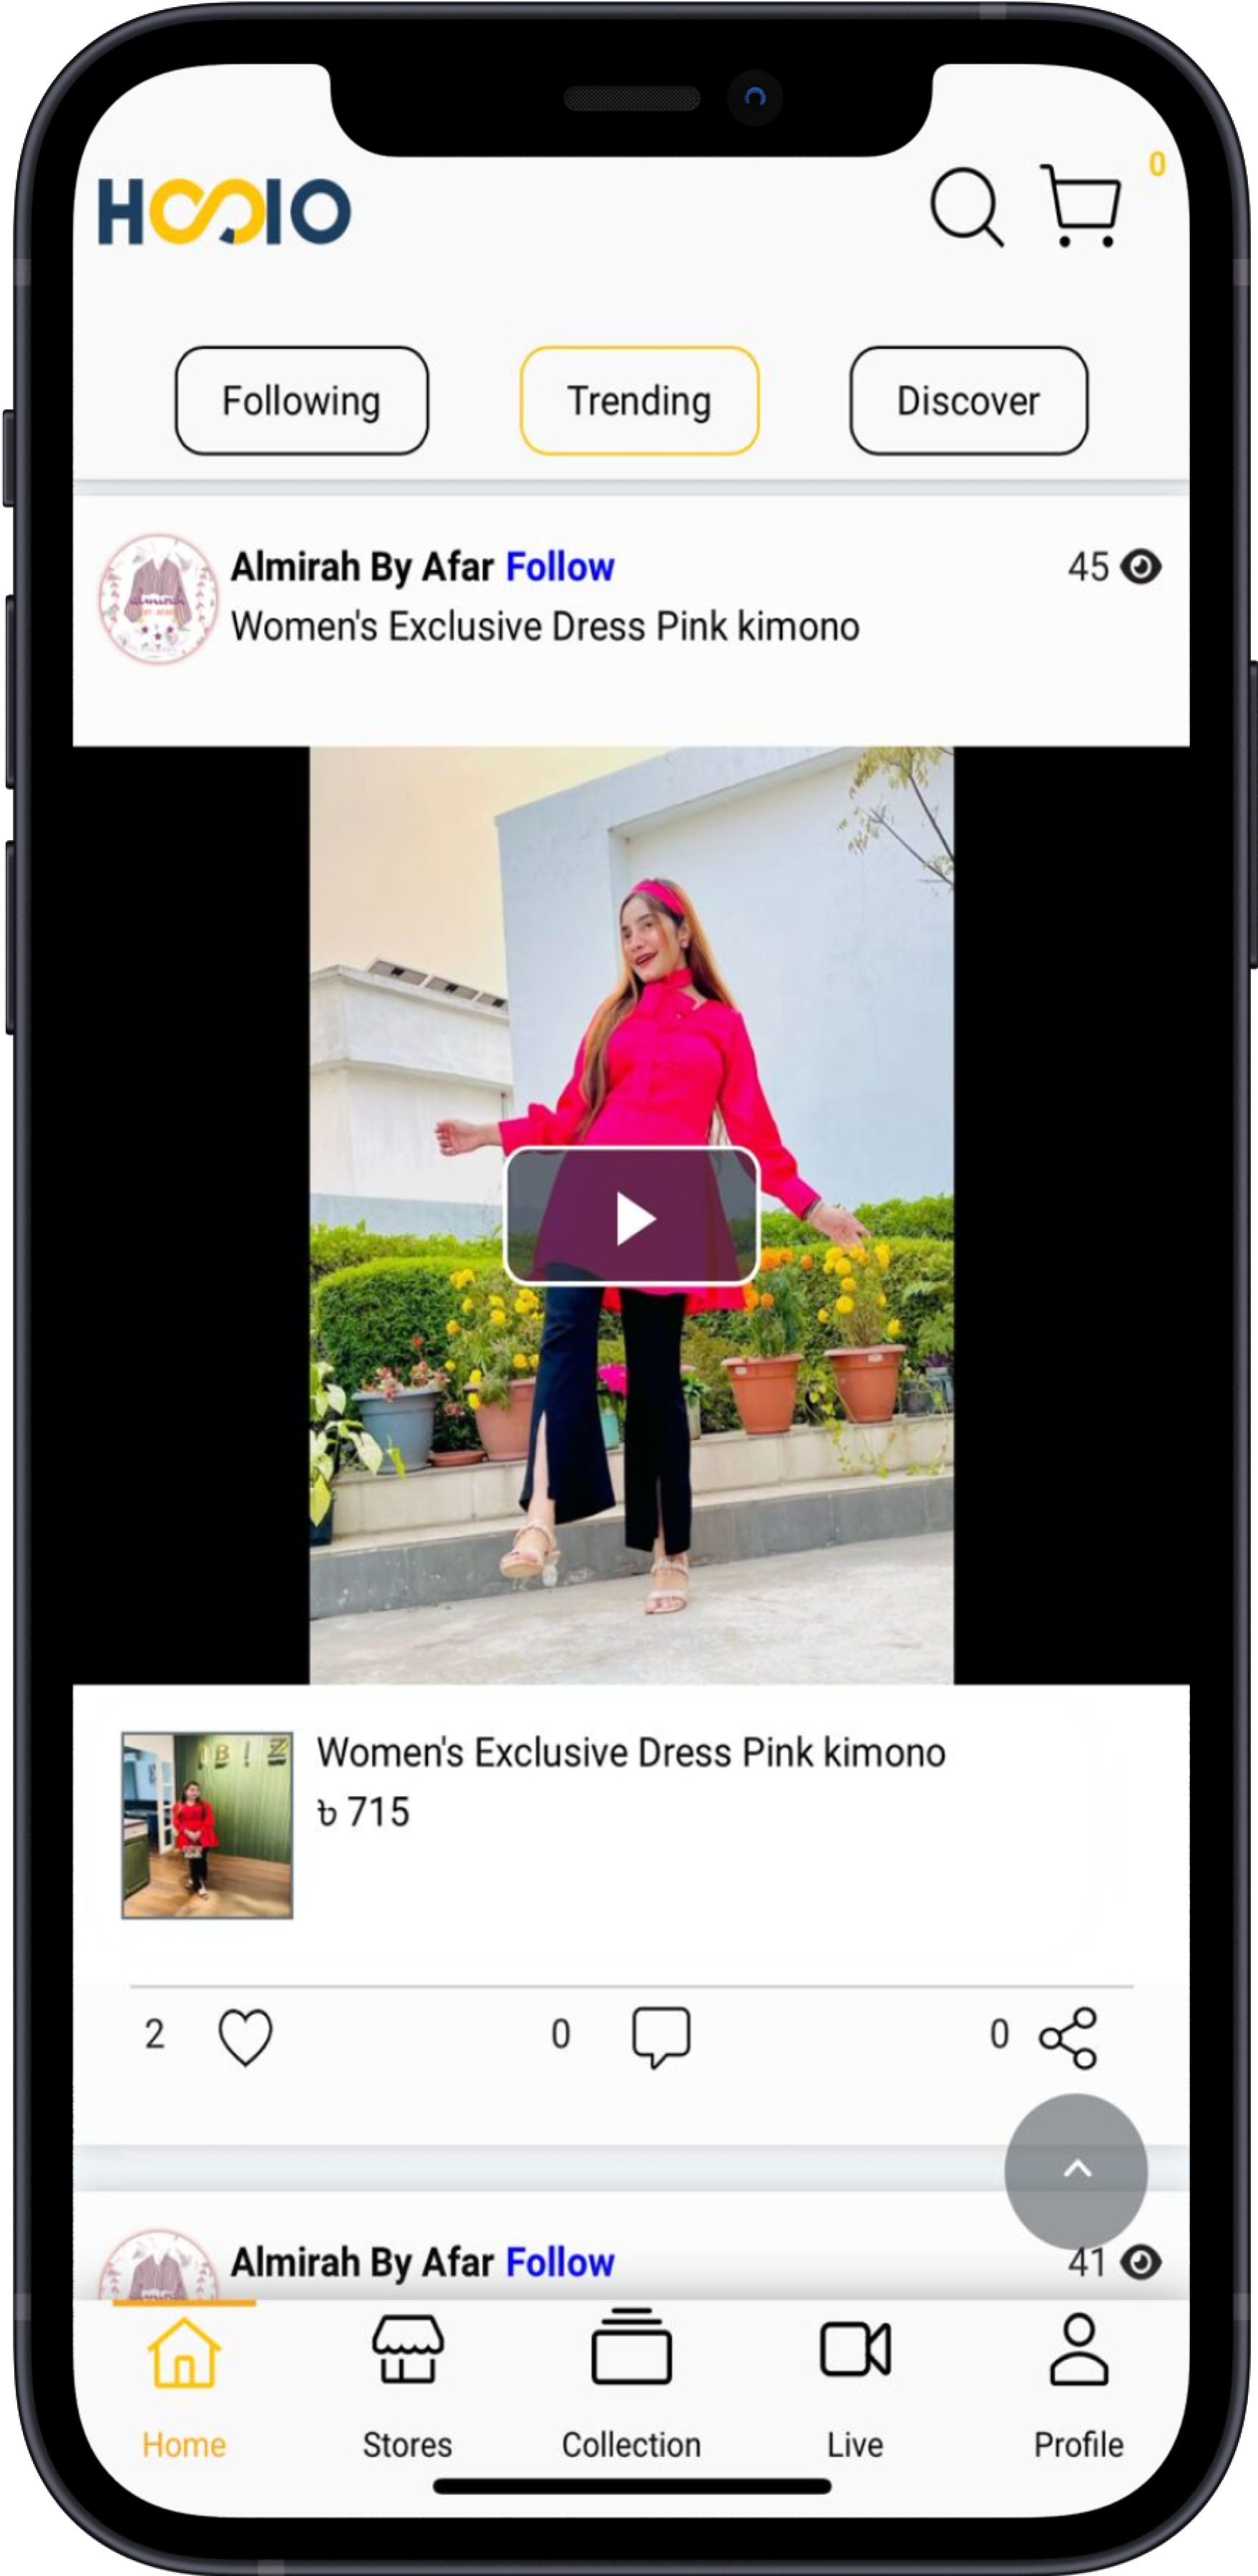 HOOIO
0
Following
Trending
Discover
Almirah By Afar Follow
45
Women's Exclusive Dress Pink kimono
Women's Exclusive Dress Pink kimono
৳ 715
2
0
0
Almirah By Afar Follow
41
Home
Stores
Collection
Live
Profile